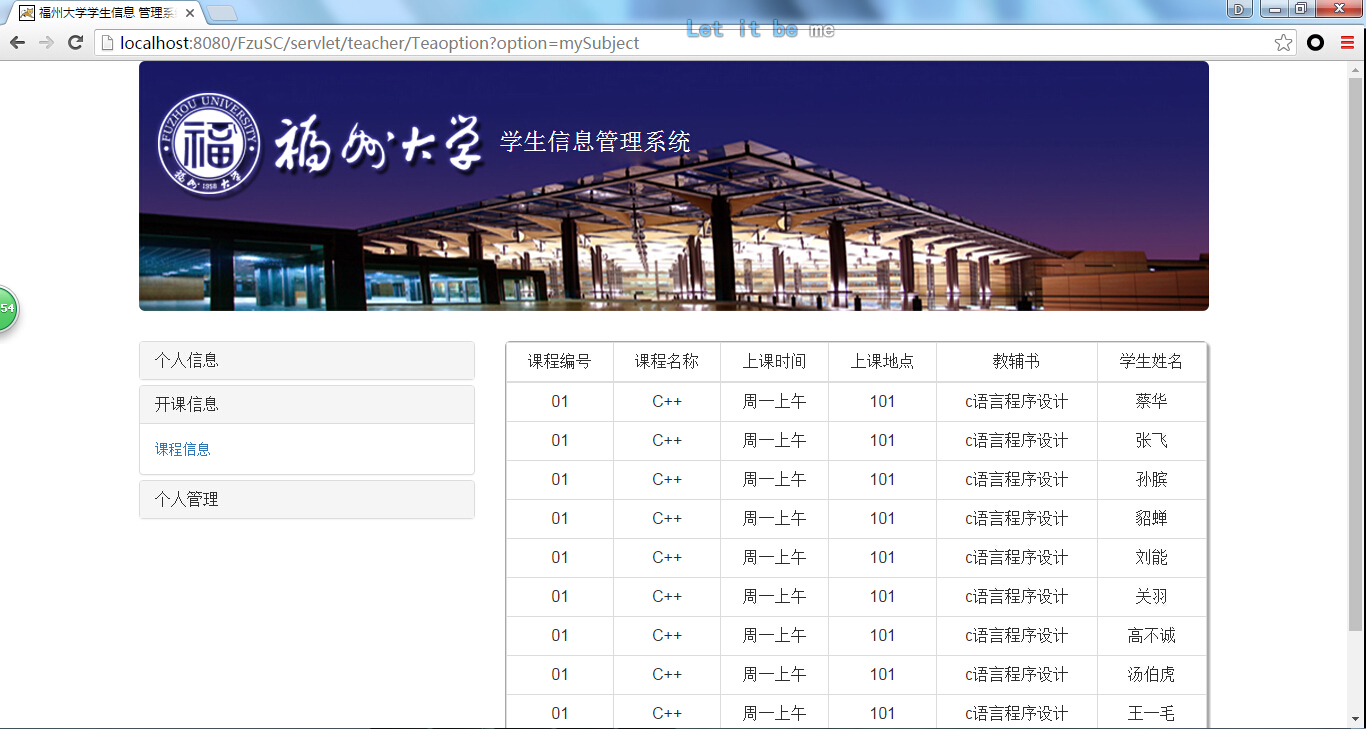 福州大学学生信息 管理系
D
localhost:8080/FzuSC/servlet/teacher/Teaoption?option=mySubject
Let it be me
FUZHOU UNIVERSITY
福
福州大学
1958
福州大学 学生信息管理系统
54
个人信息
开课信息
课程信息
个人管理
课程编号 课程名称 上课时间 上课地点 教辅书 学生姓名
01 C++ 周一上午 101 c语言程序设计 蔡华
01 C++ 周一上午 101 c语言程序设计 张飞
01 C++ 周一上午 101 c语言程序设计 孙膑
01 C++ 周一上午 101 c语言程序设计 貂蝉
01 C++ 周一上午 101 c语言程序设计 刘能
01 C++ 周一上午 101 c语言程序设计 关羽
01 C++ 周一上午 101 c语言程序设计 高不诚
01 C++ 周一上午 101 c语言程序设计 汤伯虎
01 C++ 周一上午 101 c语言程序设计 王一毛